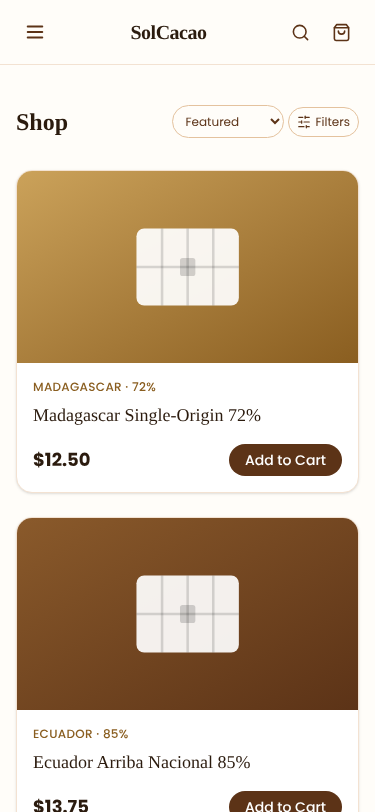 SolCacao
Shop
Featured
Filters
MADAGASCAR · 72%
Madagascar Single-Origin 72%
$12.50
Add to Cart
ECUADOR · 85%
Ecuador Arriba Nacional 85%
$13.75
Add to Cart